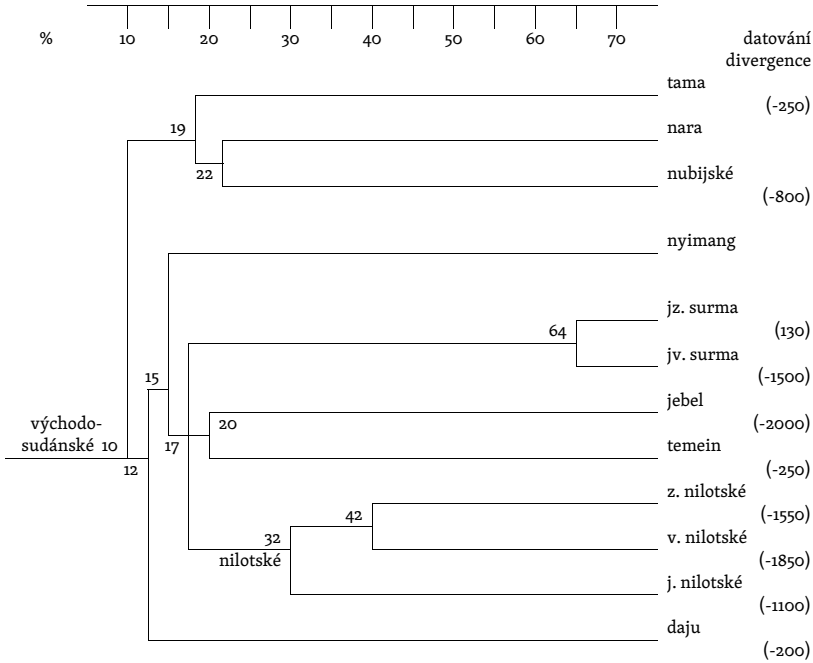 % 10 20 30 40 50 60 70 datování
divergence
tama
(-250)
19 nara
22 nubijské
(-800)
nyimang
jz. surma
64 (130)
jv. surma
15 (-1500)
jebel
východo- 20 (-2000)
sudánské 10 17 temein
12 (-250)
z. nilotské
42 (-1550)
32 v. nilotské
nilotské (-1850)
j. nilotské
(-1100)
daju
(-200)